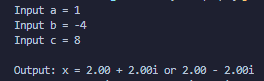 Input a = 1
Input b = -4
Input c = 8
Output: x = 2.00 + 2.00i or 2.00 - 2.00i